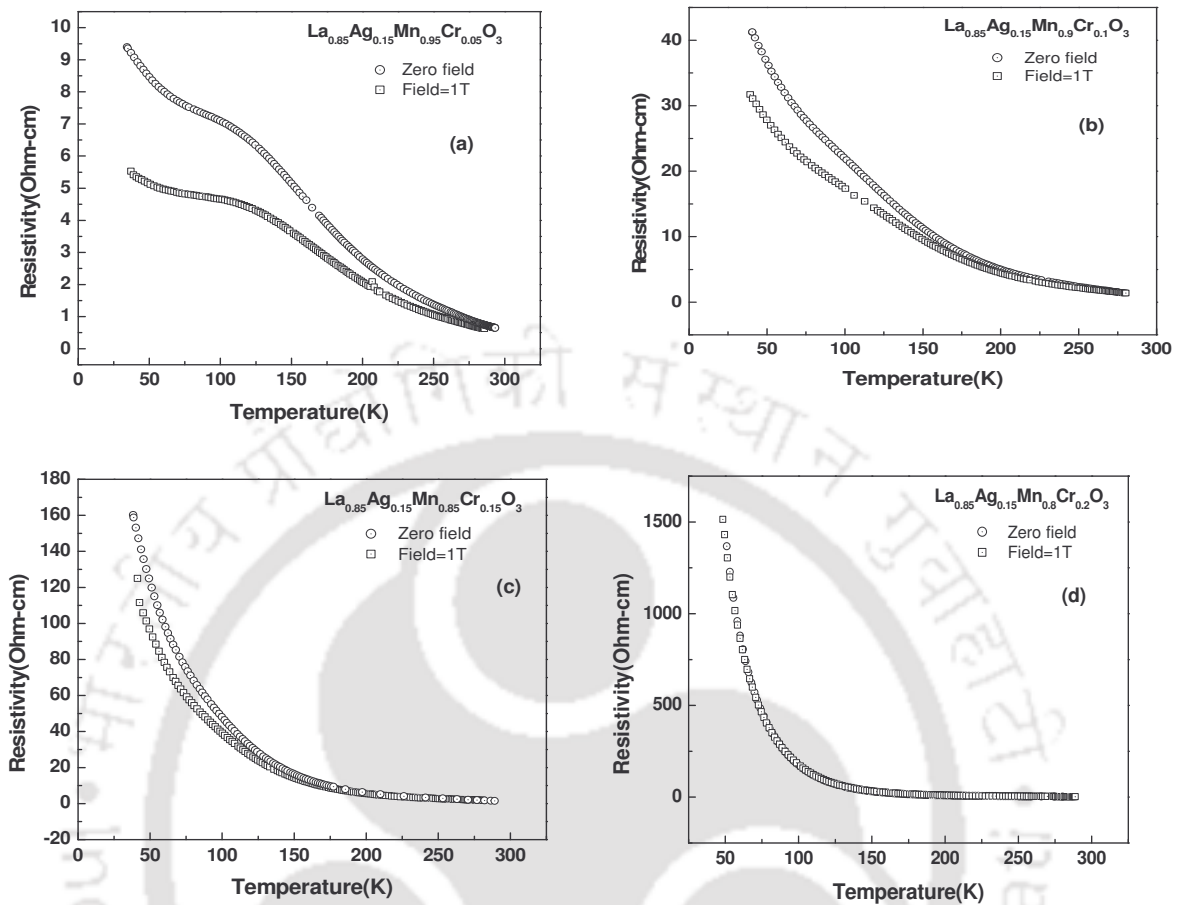 La0.85Ag0.15Mn0.95Cr0.05O3
Zero field
Field=1T
(a)
Resistivity(Ohm-cm)
10
9
8
7
6
5
4
3
2
1
0
0 50 100 150 200 250 300
Temperature(K)
La0.85Ag0.15Mn0.9Cr0.1O3
Zero field
Field=1T
(b)
Resistivity(Ohm-cm)
40
30
20
10
0
0 50 100 150 200 250 300
Temperature(K)
La0.85Ag0.15Mn0.85Cr0.15O3
Zero field
Field=1T
(c)
Resistivity(Ohm-cm)
180
160
140
120
100
80
60
40
20
0
-20
0 50 100 150 200 250 300
Temperature(K)
La0.85Ag0.15Mn0.8Cr0.2O3
Zero field
Field=1T
(d)
Resistivity(Ohm-cm)
1500
1000
500
0
50 100 150 200 250 300
Temperature(K)